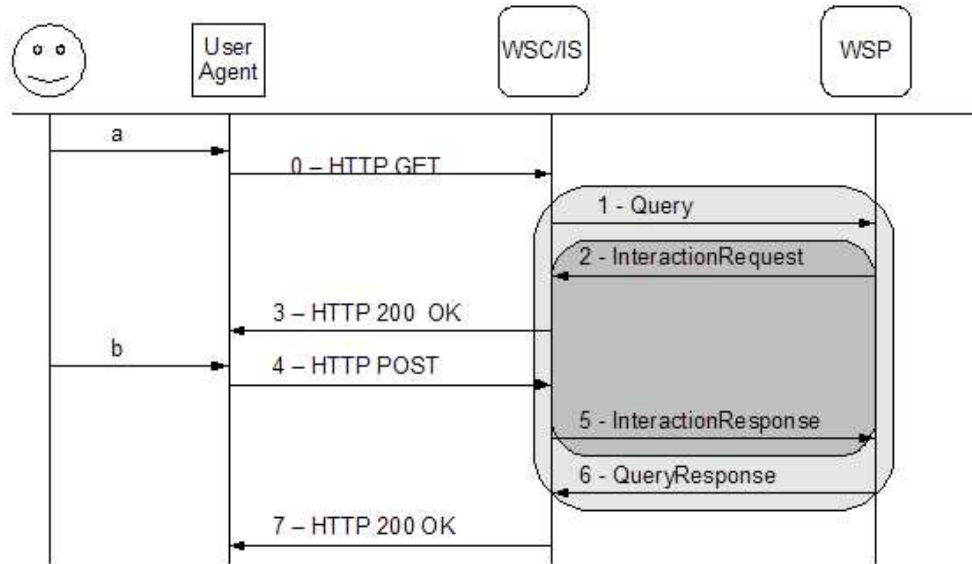 User
Agent
WSC/IS
WSP
a
0 – HTTP GET
1 - Query
2 - InteractionRequest
3 – HTTP 200 OK
b
4 – HTTP POST
5 - InteractionResponse
6 - QueryResponse
7 – HTTP 200 OK